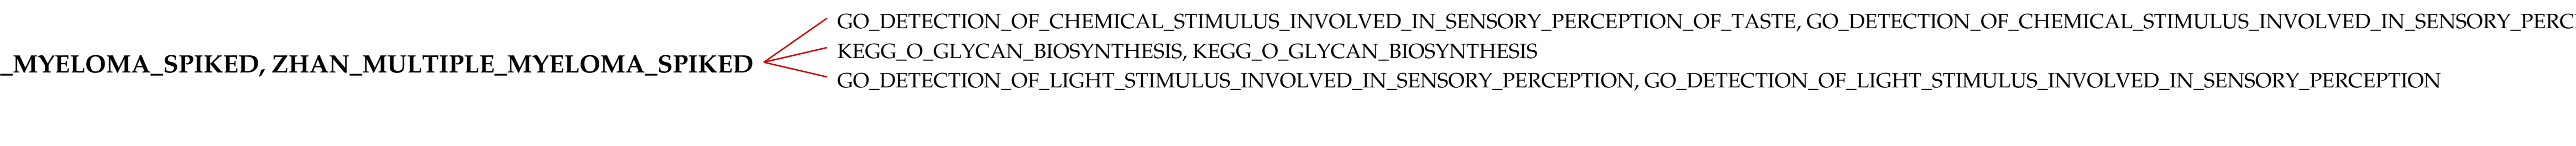 _MYELOMA_SPIKED, ZHAN_MULTIPLE_MYELOMA_SPIKED
GO_DETECTION_OF_CHEMICAL_STIMULUS_INVOLVED_IN_SENSORY_PERCEPTION_OF_TASTE, GO_DETECTION_OF_CHEMICAL_STIMULUS_INVOLVED_IN_SENSORY_PERC
KEGG_O_GLYCAN_BIOSYNTHESIS, KEGG_O_GLYCAN_BIOSYNTHESIS
GO_DETECTION_OF_LIGHT_STIMULUS_INVOLVED_IN_SENSORY_PERCEPTION, GO_DETECTION_OF_LIGHT_STIMULUS_INVOLVED_IN_SENSORY_PERCEPTION